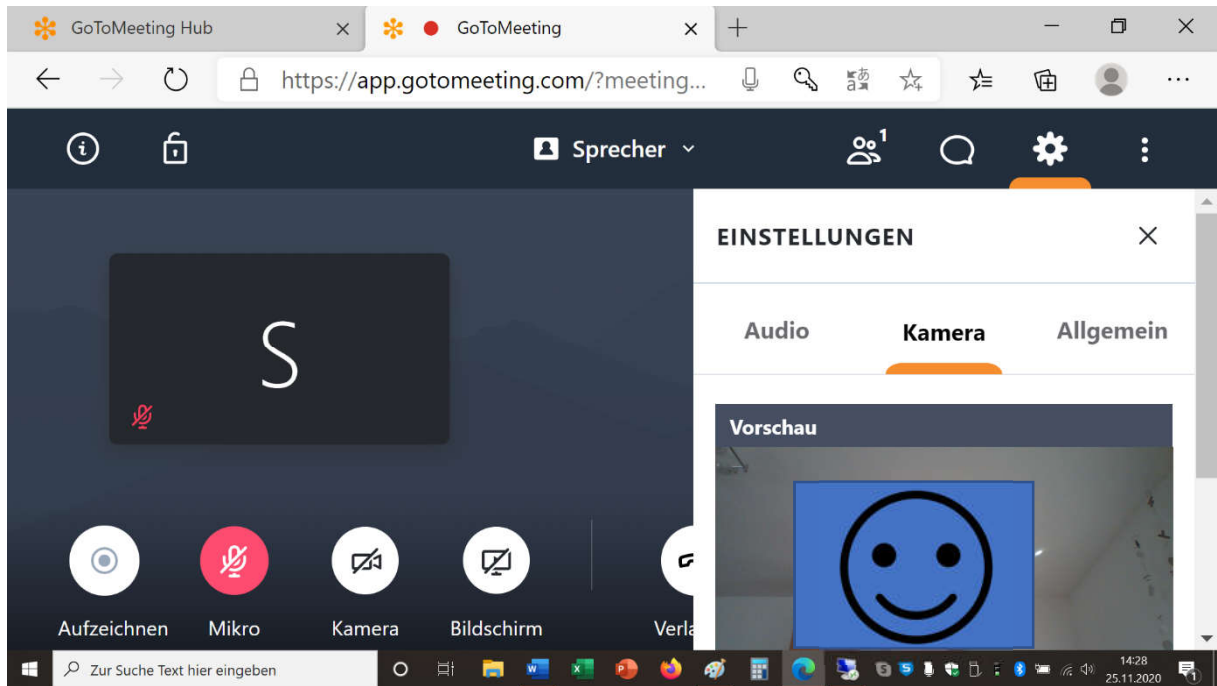 GoToMeeting Hub
GoToMeeting
https://app.gotomeeting.com/?meeting...
Sprecher
1
EINSTELLUNGEN
Audio Kamera Allgemein
S
Vorschau
Aufzeichnen Mikro Kamera Bildschirm Verla
Zur Suche Text hier eingeben
14:28
25.11.2020